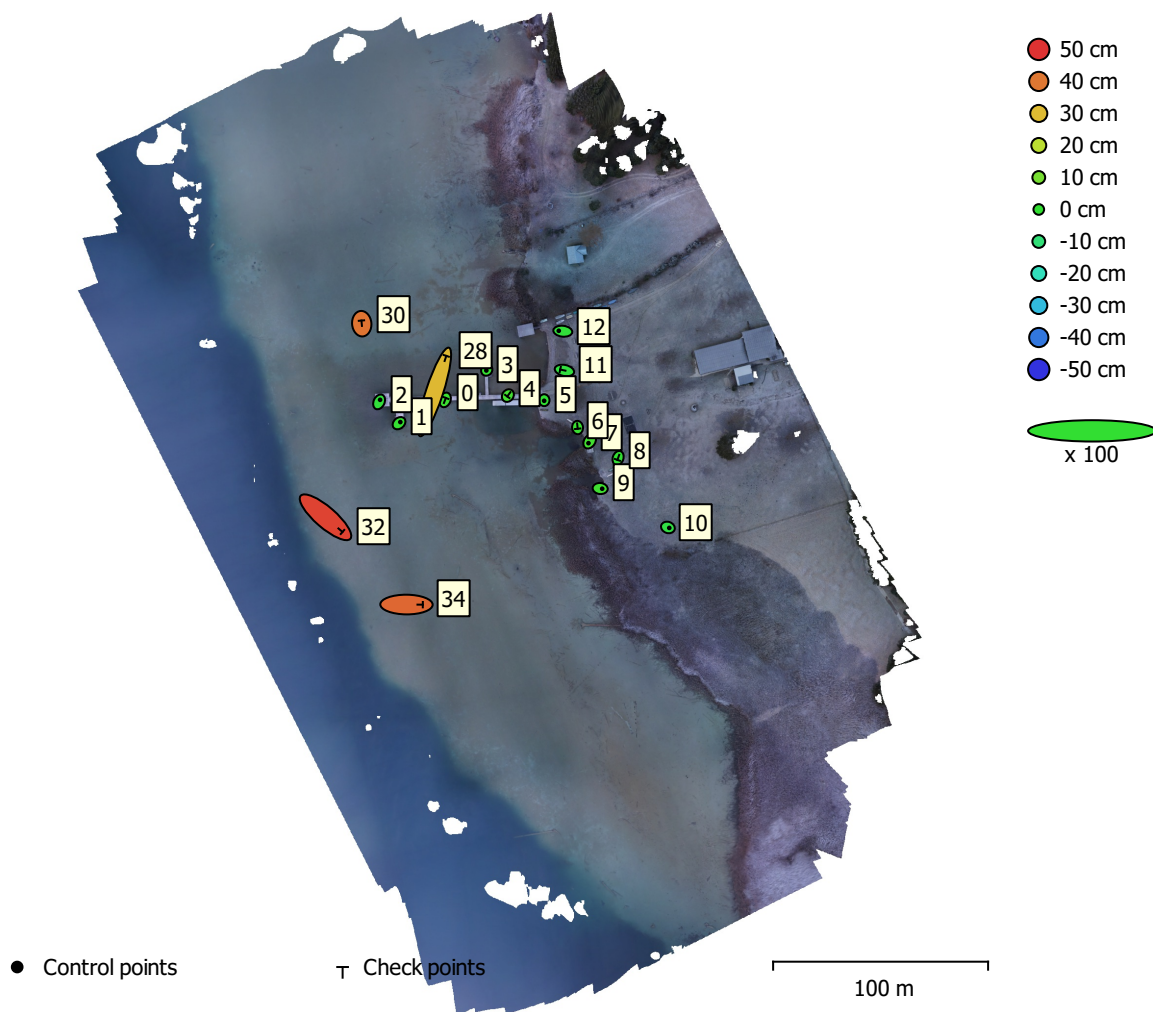 50 cm
40 cm
30 cm
20 cm
10 cm
0 cm
-10 cm
-20 cm
-30 cm
-40 cm
-50 cm
x 100
30
12
28
3
11
2
0
4
5
1
6
7
8
9
10
32
34
Control points
Check points
100 m